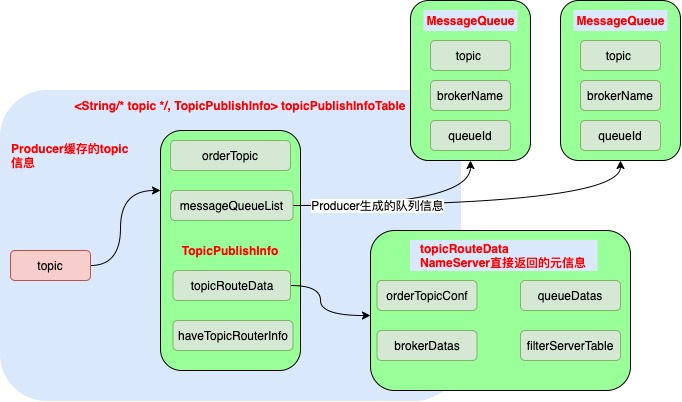 MessageQueue
topic
brokerName
queueId
MessageQueue
topic
brokerName
queueId
<String/* topic */, TopicPublishInfo> topicPublishInfoTable
Producer缓存的topic
信息
topic
orderTopic
messageQueueList
TopicPublishInfo
topicRouteData
haveTopicRouterInfo
Producer生成的队列信息
topicRouteData
NameServer直接返回的元信息
orderTopicConf
queueDatas
brokerDatas
filterServerTable